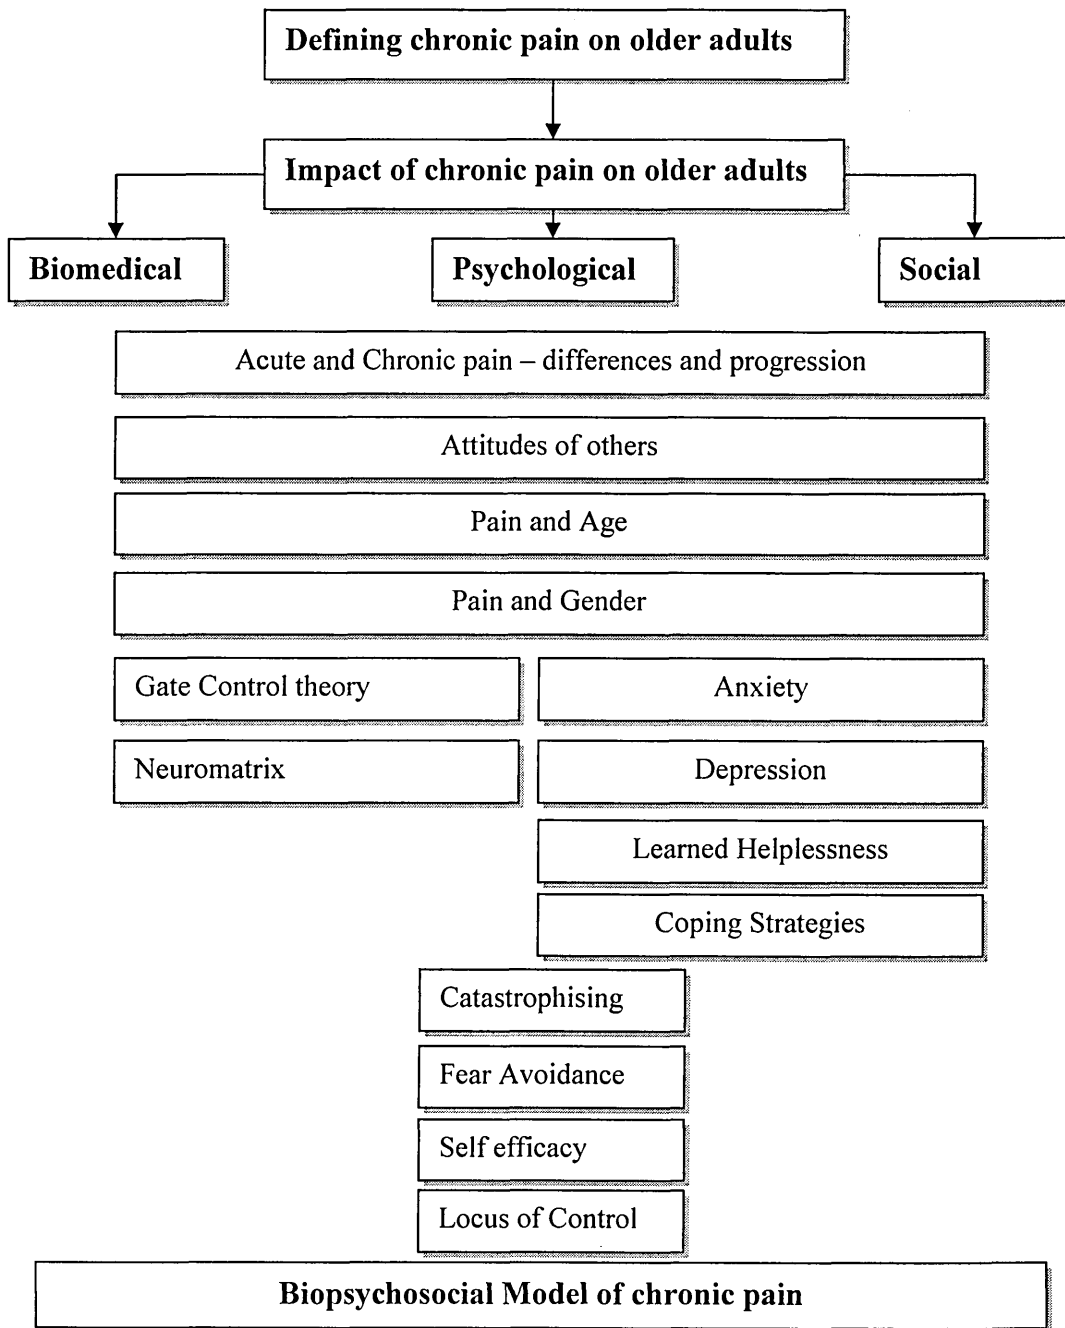 Defining chronic pain on older adults
Impact of chronic pain on older adults
Biomedical
Psychological
Social
Acute and Chronic pain – differences and progression
Attitudes of others
Pain and Age
Pain and Gender
Gate Control theory
Anxiety
Neuromatrix
Depression
Learned Helplessness
Coping Strategies
Catastrophising
Fear Avoidance
Self efficacy
Locus of Control
Biopsychosocial Model of chronic pain